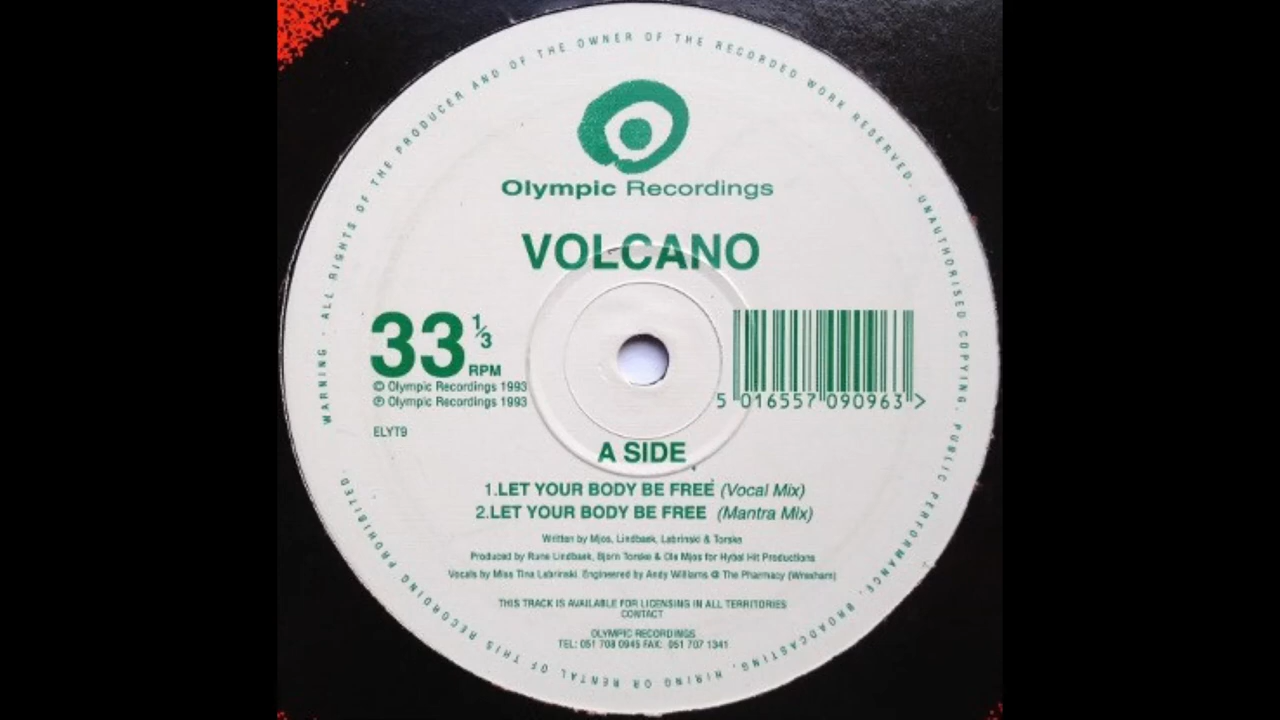 WARNING - ALL RIGHTS OF THE PRODUCER AND OF THE OWNER OF THE RECORDED WORK RESERVED. UNAUTHORISED COPYING, PUBLIC PERFORMANCE, BROADCASTING, HIRING OR RENTAL OF THIS RECORDING PROHIBITED.
Olympic Recordings
VOLCANO
33 1/3 RPM
© Olympic Recordings 1993
℗ Olympic Recordings 1993
5 016557 090963 >
ELYT9
A SIDE
1.LET YOUR BODY BE FREE (Vocal Mix)
2.LET YOUR BODY BE FREE (Mantra Mix)
Written by Mjos, Lindbaek, Labrinski & Torske
Produced by Rune Lindbaek, Bjorn Torske & Ole Mjos for Hybal Hit Productions
Vocals by Miss Tina Labrinski. Engineered by Andy Williams @ The Pharmacy (Wrexham)
THIS TRACK IS AVAILABLE FOR LICENSING IN ALL TERRITORIES
CONTACT
OLYMPIC RECORDINGS
TEL: 051 708 0945 FAX: 051 707 1341